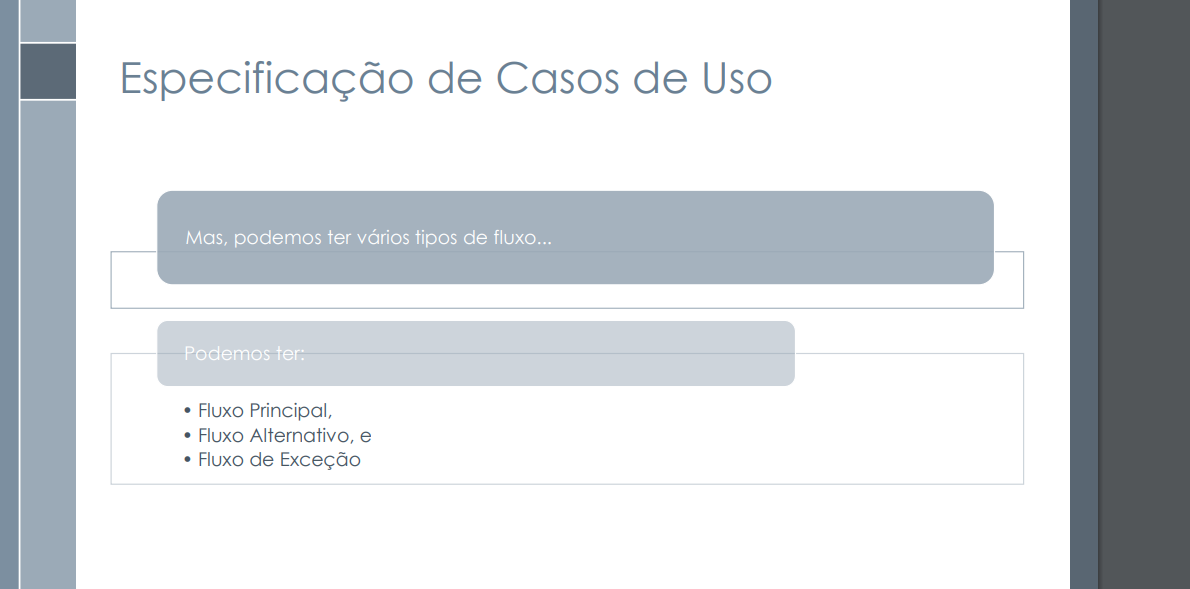 Especificação de Casos de Uso
Mas, podemos ter vários tipos de fluxo...
Podemos ter:
• Fluxo Principal,
• Fluxo Alternativo, e
• Fluxo de Exceção